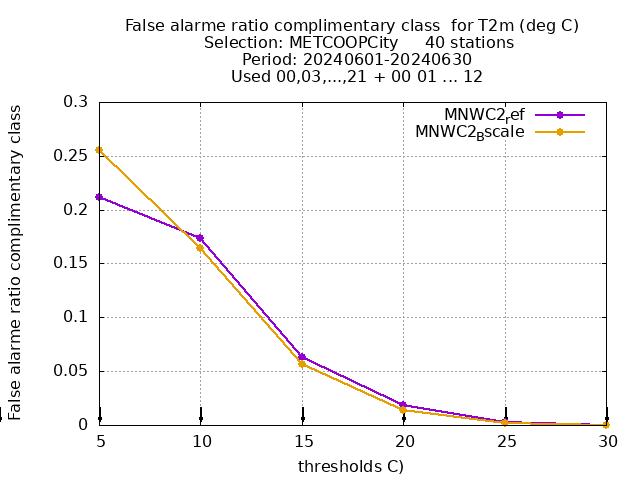 False alarme ratio complimentary class  for T2m (deg C)
Selection: METCOOPCity     40 stations
Period: 20240601-20240630
Used 00,03,...,21 + 00 01 ... 12
False alarme ratio complimentary class
0.3
0.25
0.2
0.15
0.1
0.05
0
MNWC2ref
MNWC2Bscale
5 10 15 20 25 30
thresholds C)